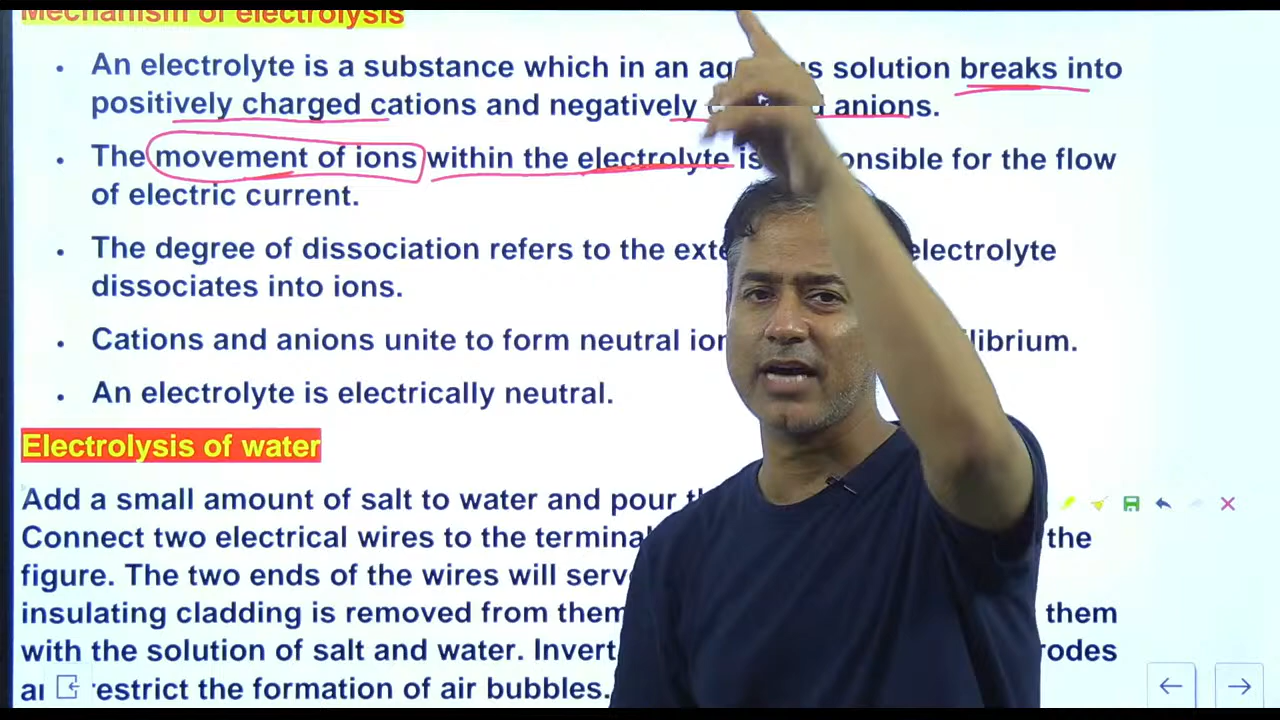 Mechanism of electrolysis
• An electrolyte is a substance which in an aq s solution breaks into
positively charged cations and negatively c d anions.
• The movement of ions within the electrolyte is onsible for the flow
of electric current.
• The degree of dissociation refers to the exte electrolyte
dissociates into ions.
• Cations and anions unite to form neutral ion librium.
• An electrolyte is electrically neutral.
Electrolysis of water
Add a small amount of salt to water and pour th
Connect two electrical wires to the termina the
figure. The two ends of the wires will serv
insulating cladding is removed from them them
with the solution of salt and water. Invert rodes
restrict the formation of air bubbles.